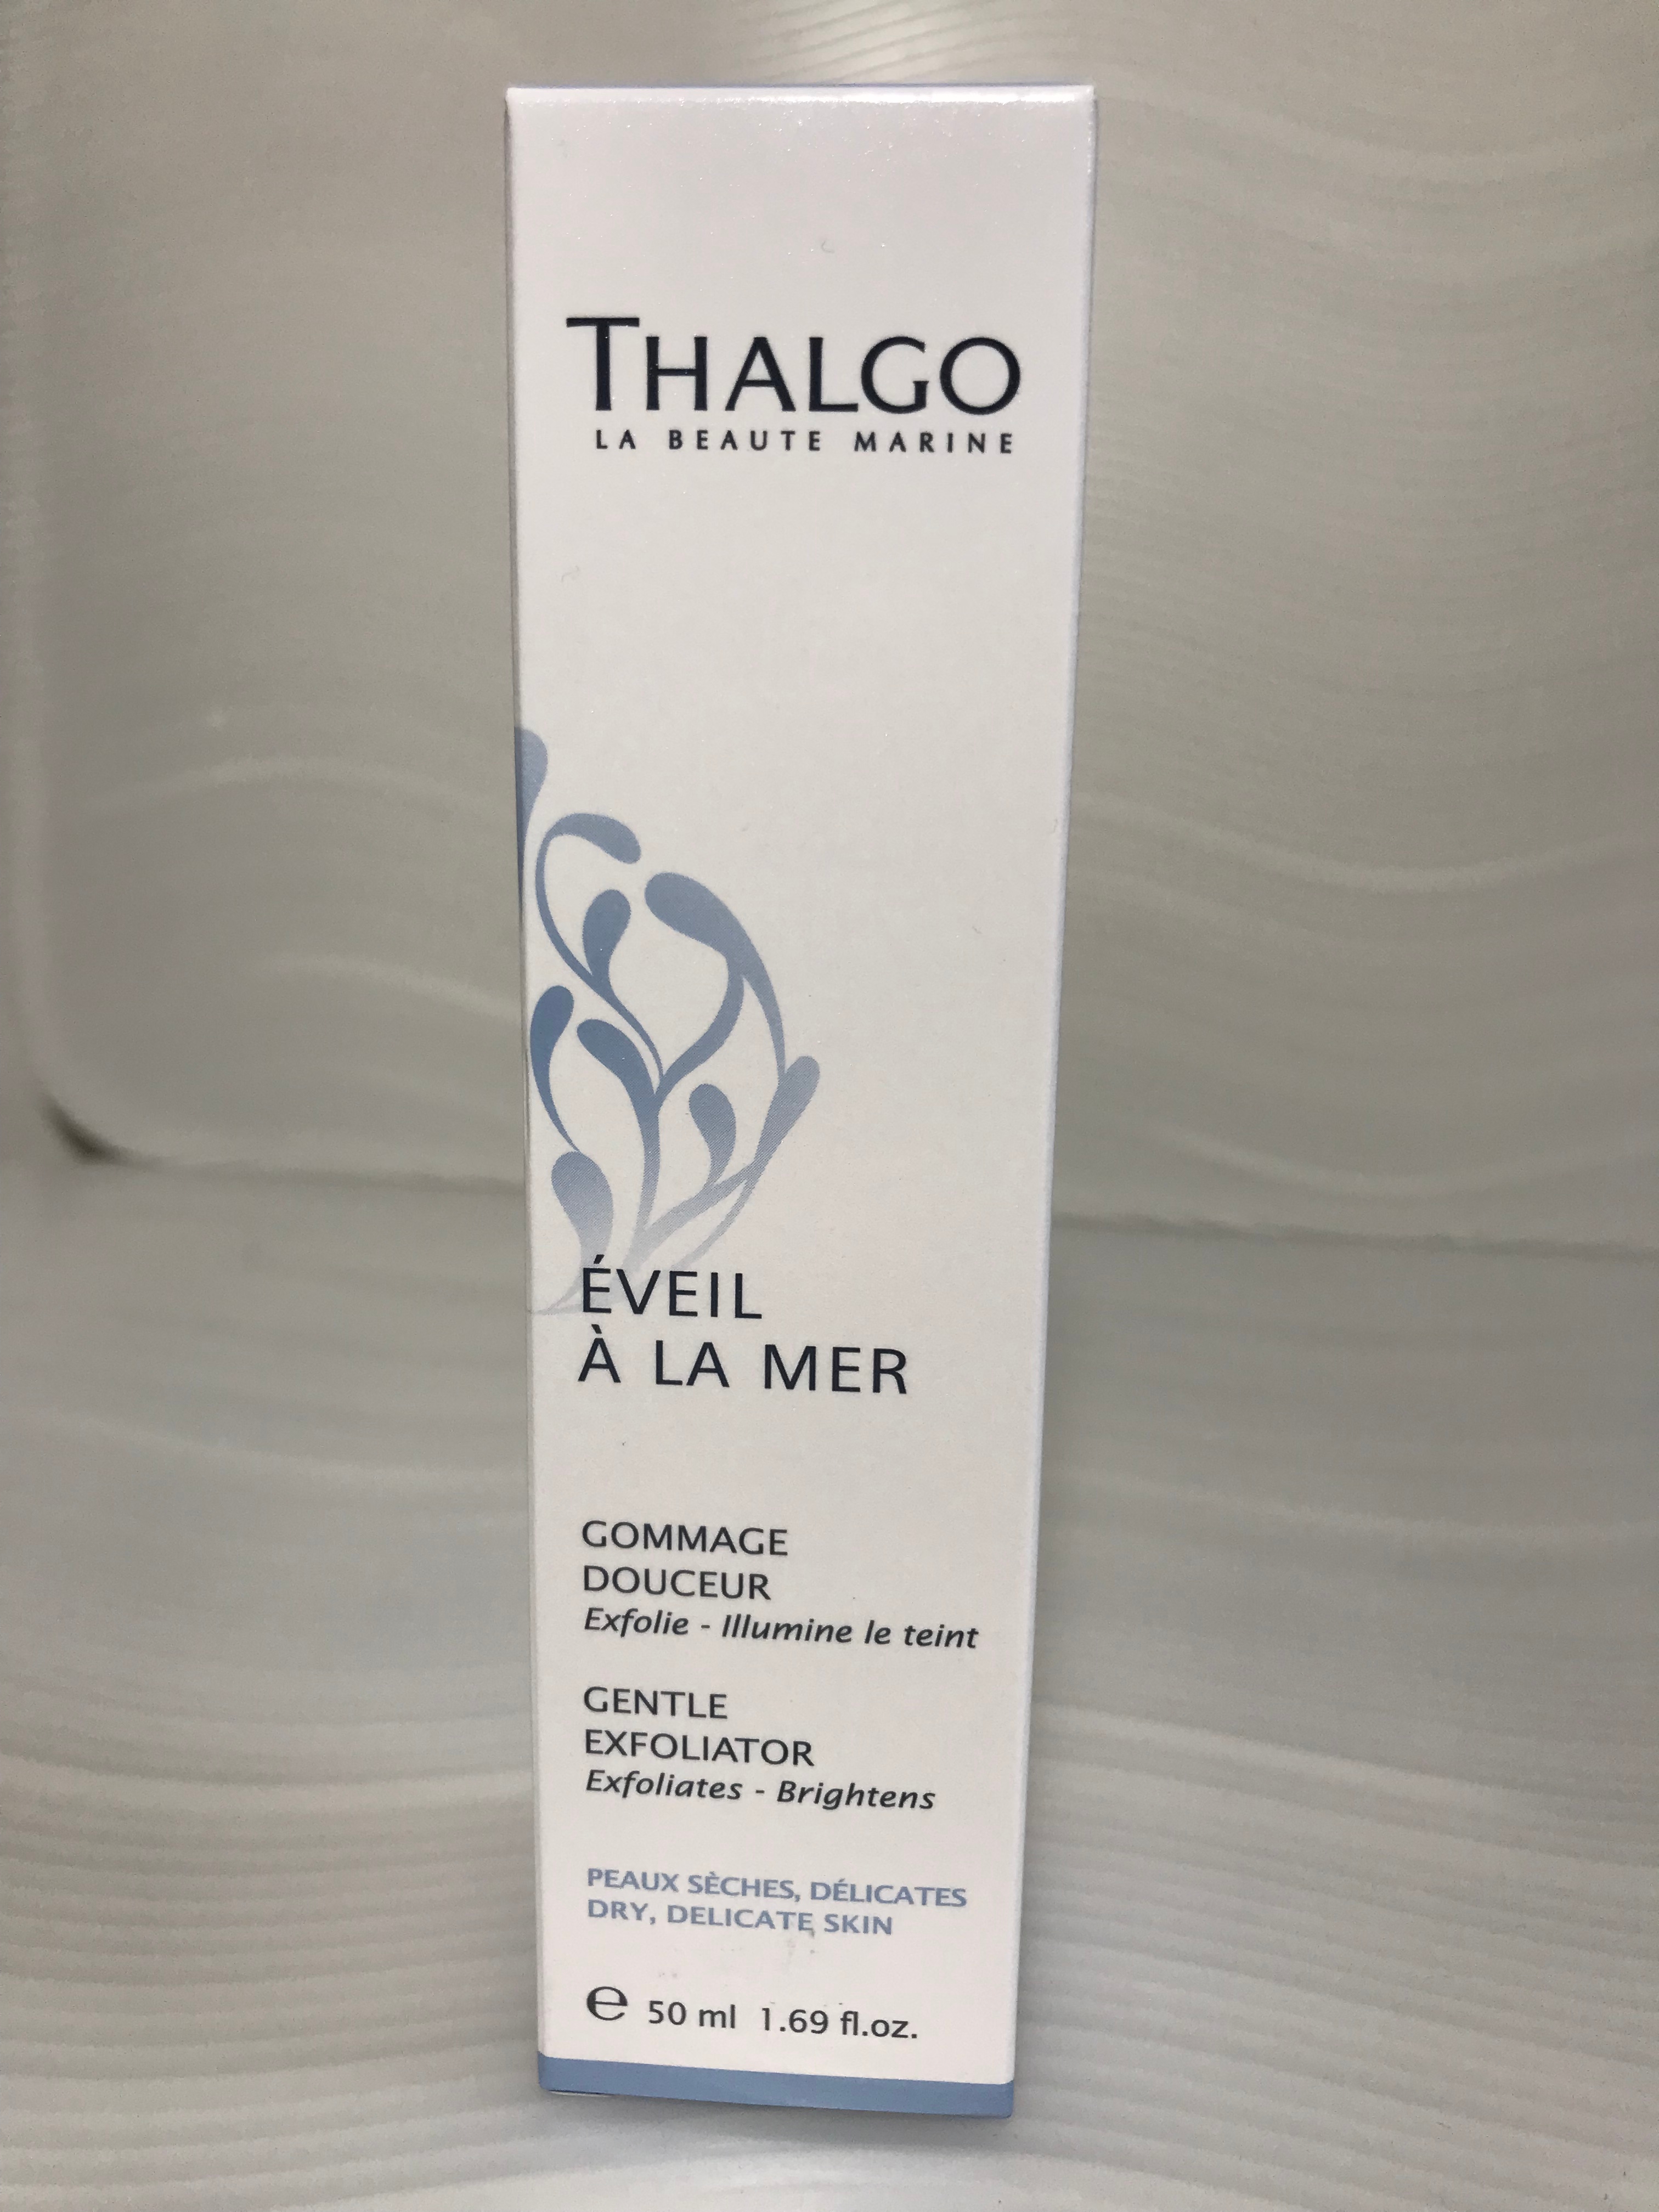 THALGO
LA BEAUTE MARINE
ÉVEIL
À LA MER
GOMMAGE
DOUCEUR
Exfolie - Illumine le teint
GENTLE
EXFOLIATOR
Exfoliates - Brightens
PEAUX SÈCHES, DÉLICATES
DRY, DELICATE SKIN
℮ 50 ml 1.69 fl.oz.